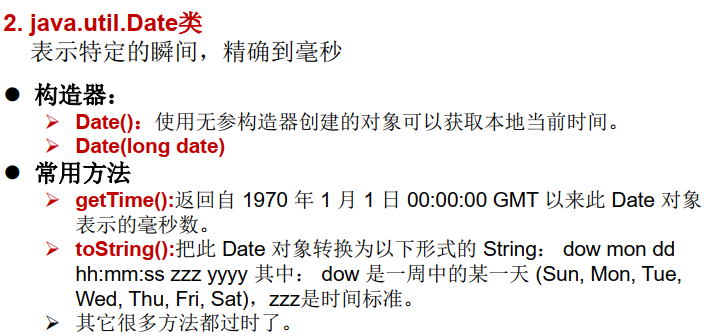 2. java.util.Date类
表示特定的瞬间，精确到毫秒
● 构造器：
➢ Date()：使用无参构造器创建的对象可以获取本地当前时间。
➢ Date(long date)
● 常用方法
➢ getTime():返回自 1970 年 1 月 1 日 00:00:00 GMT 以来此 Date 对象
表示的毫秒数。
➢ toString():把此 Date 对象转换为以下形式的 String： dow mon dd
hh:mm:ss zzz yyyy 其中： dow 是一周中的某一天 (Sun, Mon, Tue,
Wed, Thu, Fri, Sat)，zzz是时间标准。
➢ 其它很多方法都过时了。